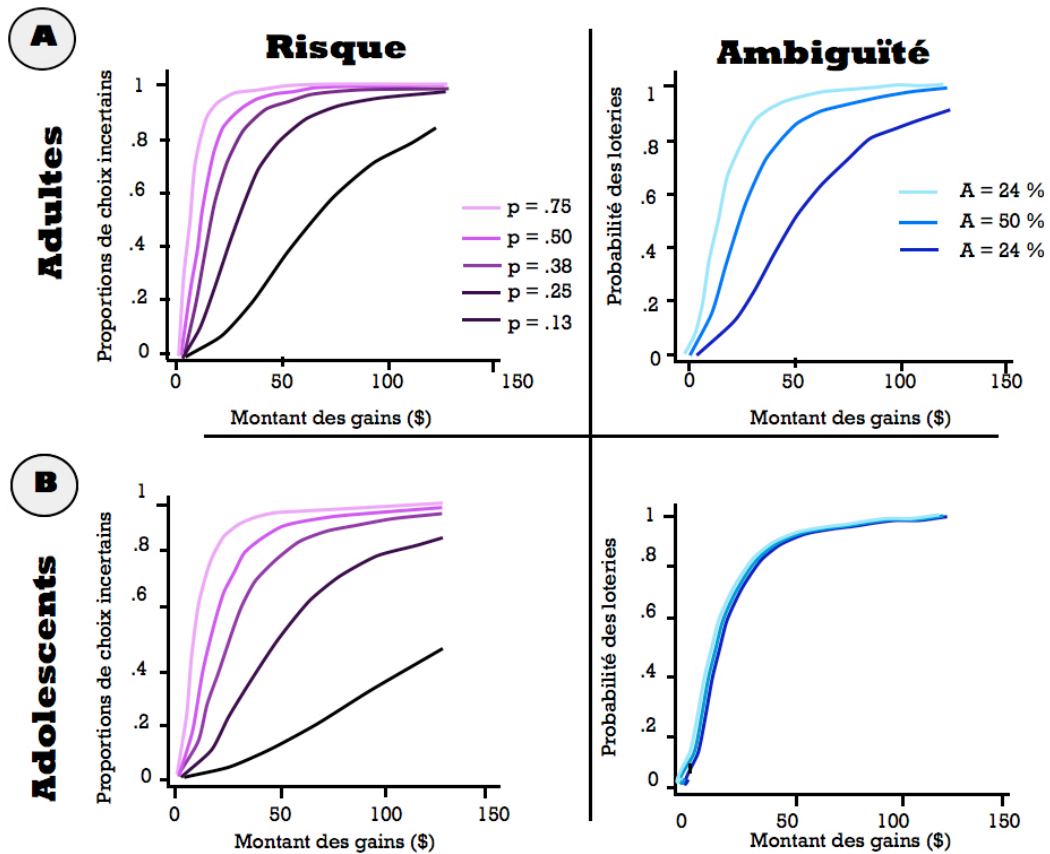 A
Risque
Ambiguïté
Adultes
Proportions de choix incertains
1
.8
.6
.4
.2
0
0
50
100
150
Montant des gains ($)
p = .75
p = .50
p = .38
p = .25
p = .13
Probabilité des loteries
1
.8
.6
.4
.2
0
0
50
100
150
Montant des gains ($)
A = 24 %
A = 50 %
A = 24 %
B
Adolescents
Proportions de choix incertains
1
.8
.6
.4
.2
0
0
50
100
150
Montant des gains ($)
Probabilité des loteries
1
.8
.6
.4
.2
0
0
50
100
150
Montant des gains ($)